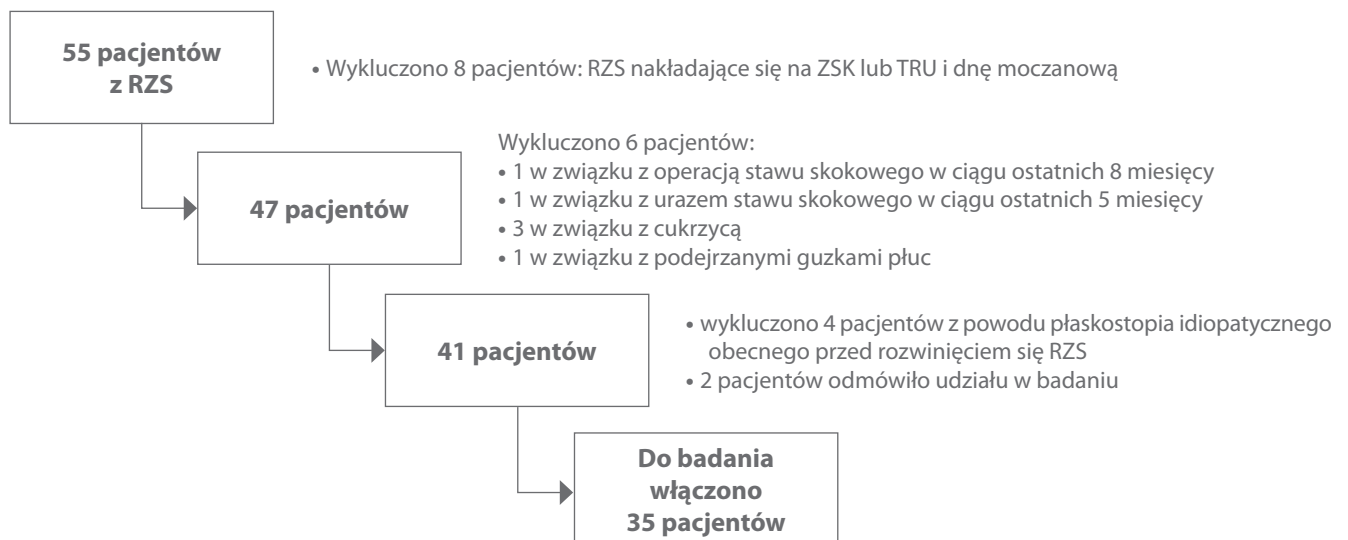 55 pacjentów
z RZS
• Wykluczono 8 pacjentów: RZS nakładające się na ZSK lub TRU i dnę moczanową
47 pacjentów
Wykluczono 6 pacjentów:
• 1 w związku z operacją stawu skokowego w ciągu ostatnich 8 miesięcy
• 1 w związku z urazem stawu skokowego w ciągu ostatnich 5 miesięcy
• 3 w związku z cukrzycą
• 1 w związku z podejrzanymi guzkami płuc
41 pacjentów
• wykluczono 4 pacjentów z powodu płaskostopia idiopatycznego
obecnego przed rozwinięciem się RZS
• 2 pacjentów odmówiło udziału w badaniu
Do badania
włączono
35 pacjentów